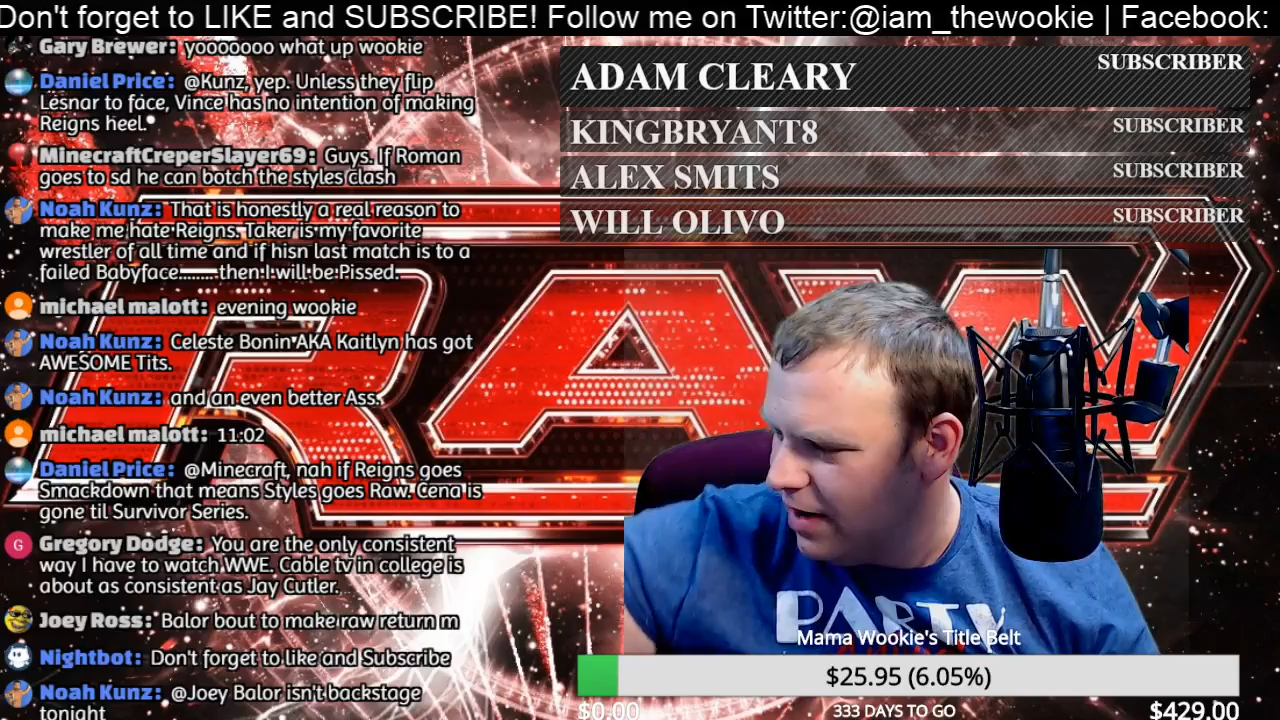 Don't forget to LIKE and SUBSCRIBE! Follow me on Twitter:@iam_thewookie | Facebook:
Gary Brewer: yooooooo what up wookie
Daniel Price: @Kunz, yep. Unless they flip
Lesnar to face, Vince has no intention of making
Reigns heel.
MinecraftCreperSlayer69: Guys. If Roman
goes to sd he can botch the styles clash
Noah Kunz: That is honestly a real reason to
make me hate Reigns. Taker is my favorite
wrestler of all time and if hisn last match is to a
failed Babyface........then I will be Pissed.
michael malott: evening wookie
Noah Kunz: Celeste Bonin AKA Kaitlyn has got
AWESOME Tits.
Noah Kunz: and an even better Ass.
michael malott: 11:02
Daniel Price: @Minecraft, nah if Reigns goes
Smackdown that means Styles goes Raw. Cena is
gone til Survivor Series.
G
Gregory Dodge: You are the only consistent
way I have to watch WWE. Cable tv in college is
about as consistent as Jay Cutler.
Joey Ross: Balor bout to make raw return m
Nightbot: Don't forget to like and Subscribe
Noah Kunz: @Joey Balor isn't backstage
tonight
ADAM CLEARY SUBSCRIBER
KINGBRYANT8 SUBSCRIBER
ALEX SMITS SUBSCRIBER
WILL OLIVO SUBSCRIBER
RAW
PARTY
Mama Wookie's Title Belt
$25.95 (6.05%)
$0.00 333 DAYS TO GO $429.00